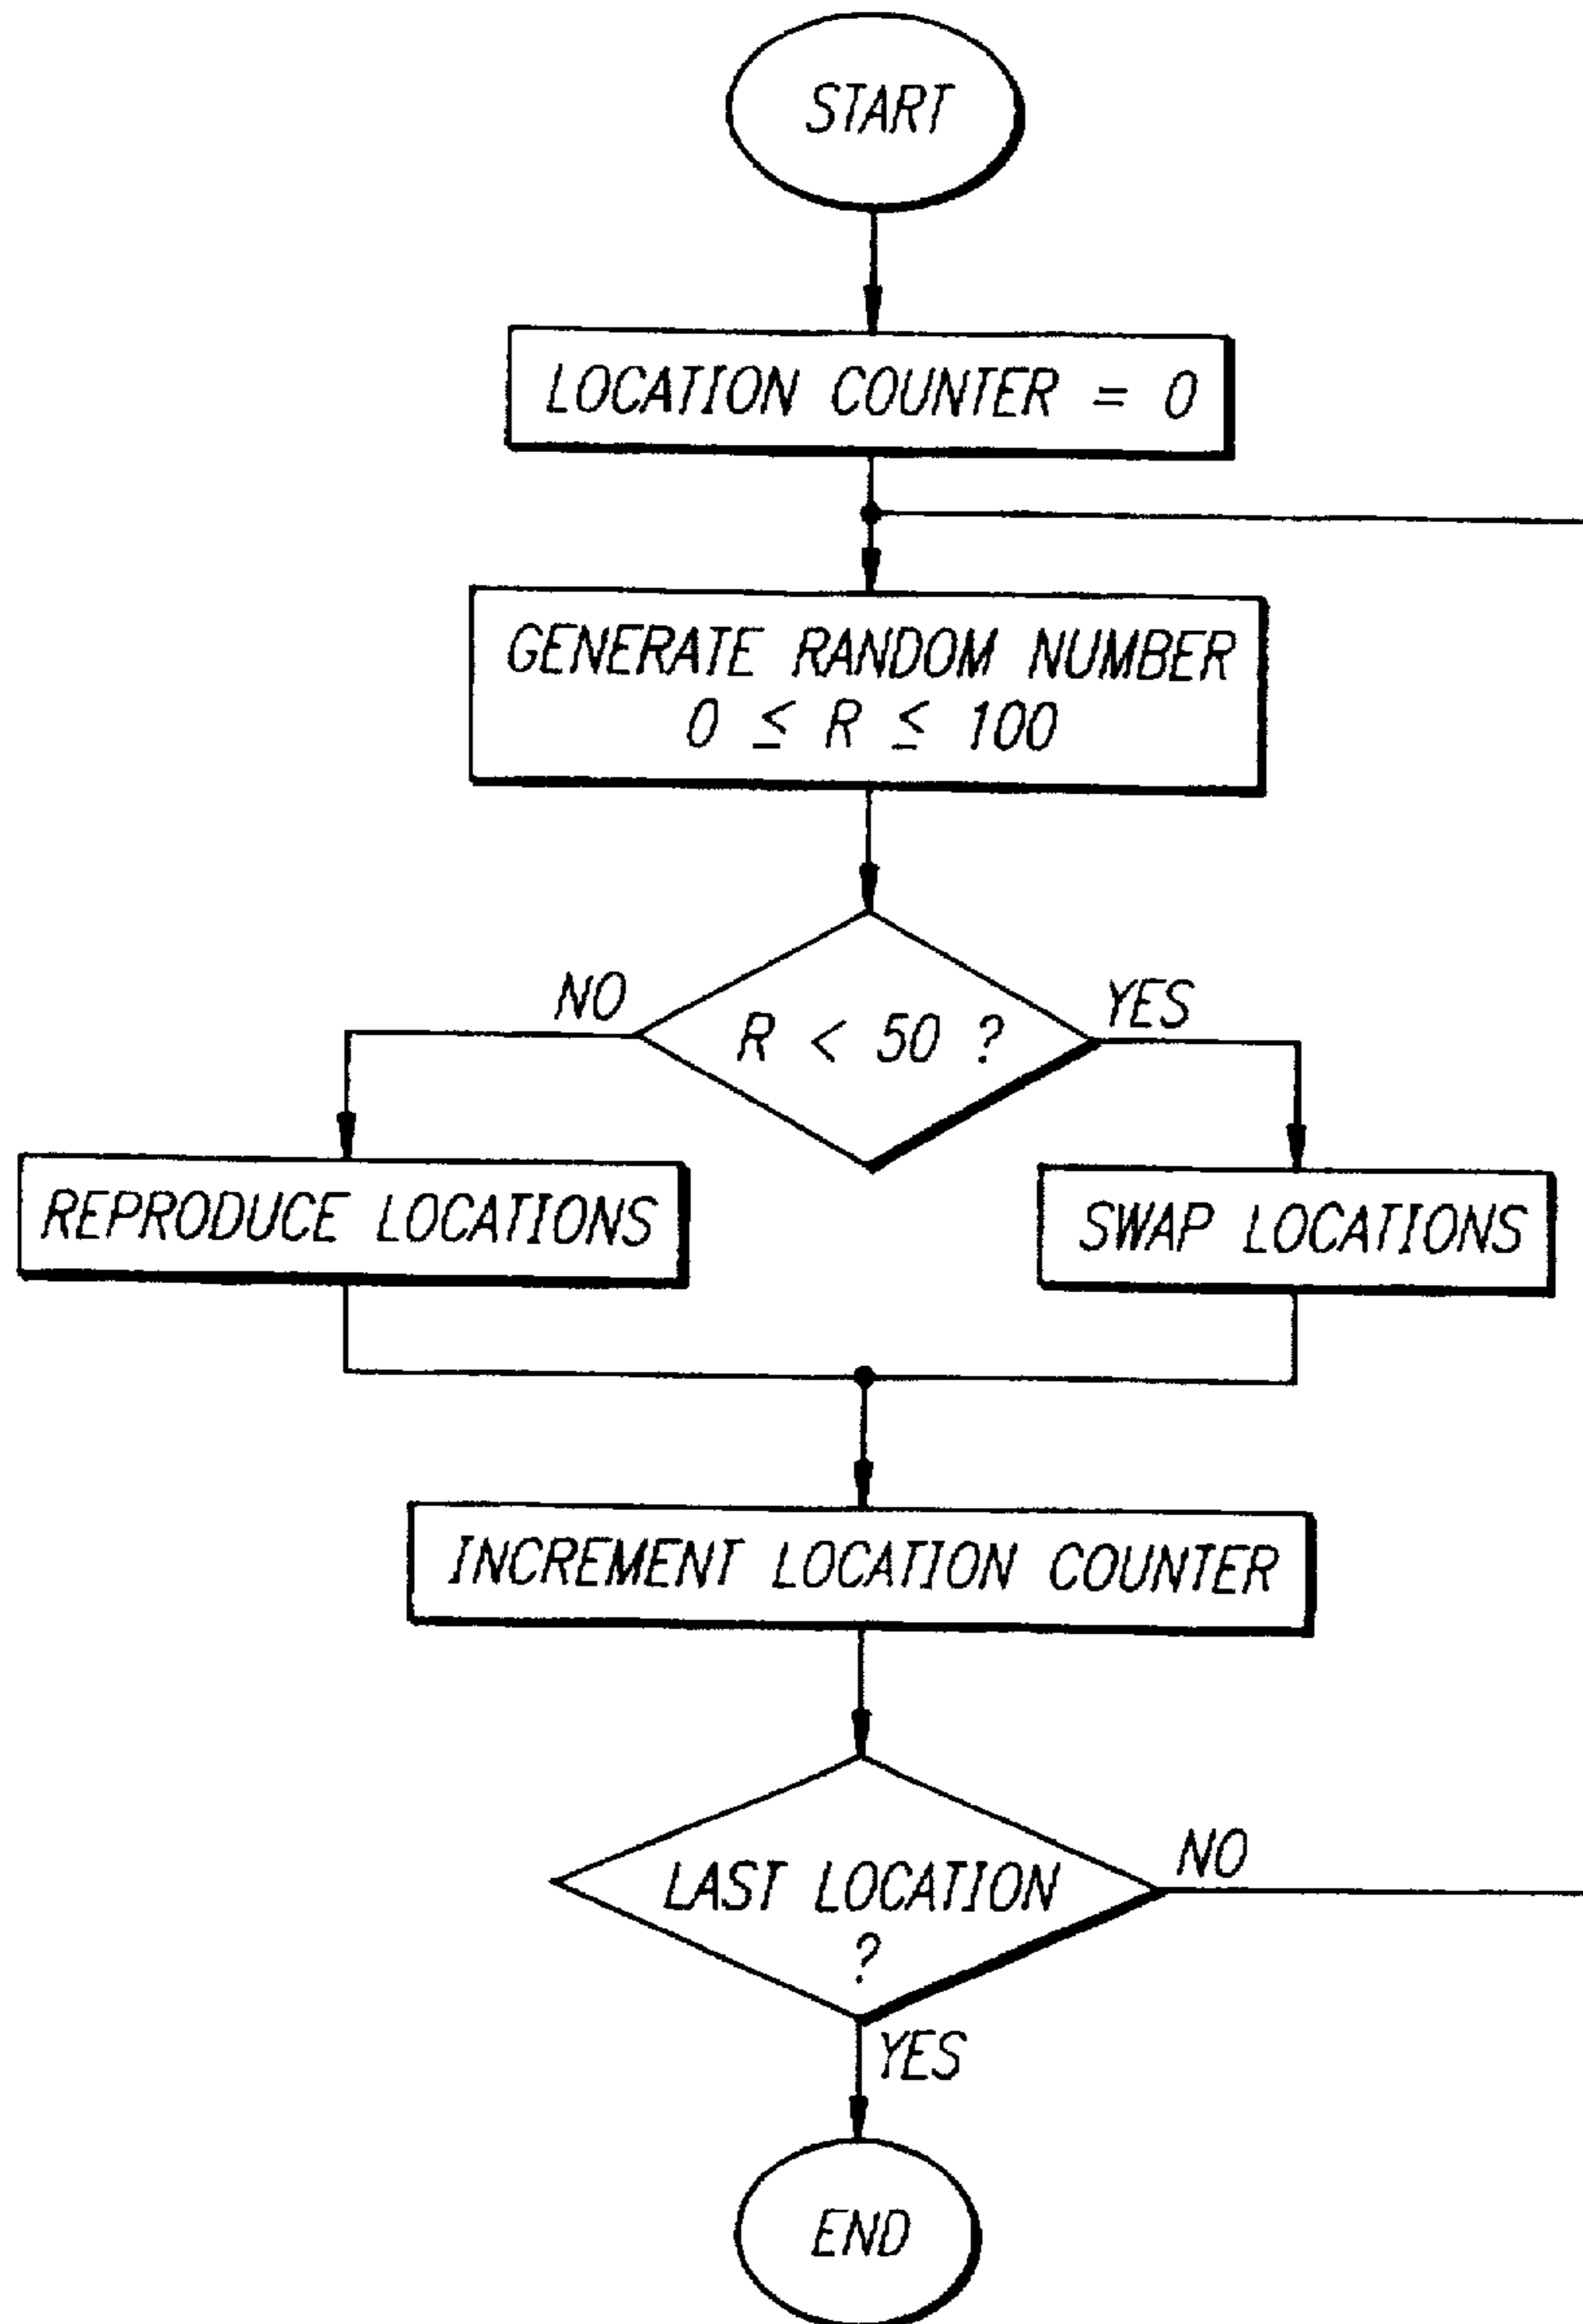 START
LOCATION COUNTER = 0
GENERATE RANDOM NUMBER
0 ≤ R ≤ 100
NO
YES
R < 50 ?
REPRODUCE LOCATIONS
SWAP LOCATIONS
INCREMENT LOCATION COUNTER
NO
LAST LOCATION
?
YES
END